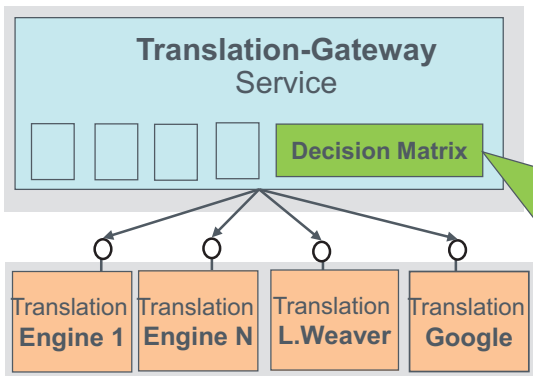 Translation-Gateway
Service
Decision Matrix
Translation
Engine 1
Translation
Engine N
Translation
L.Weaver
Translation
Google